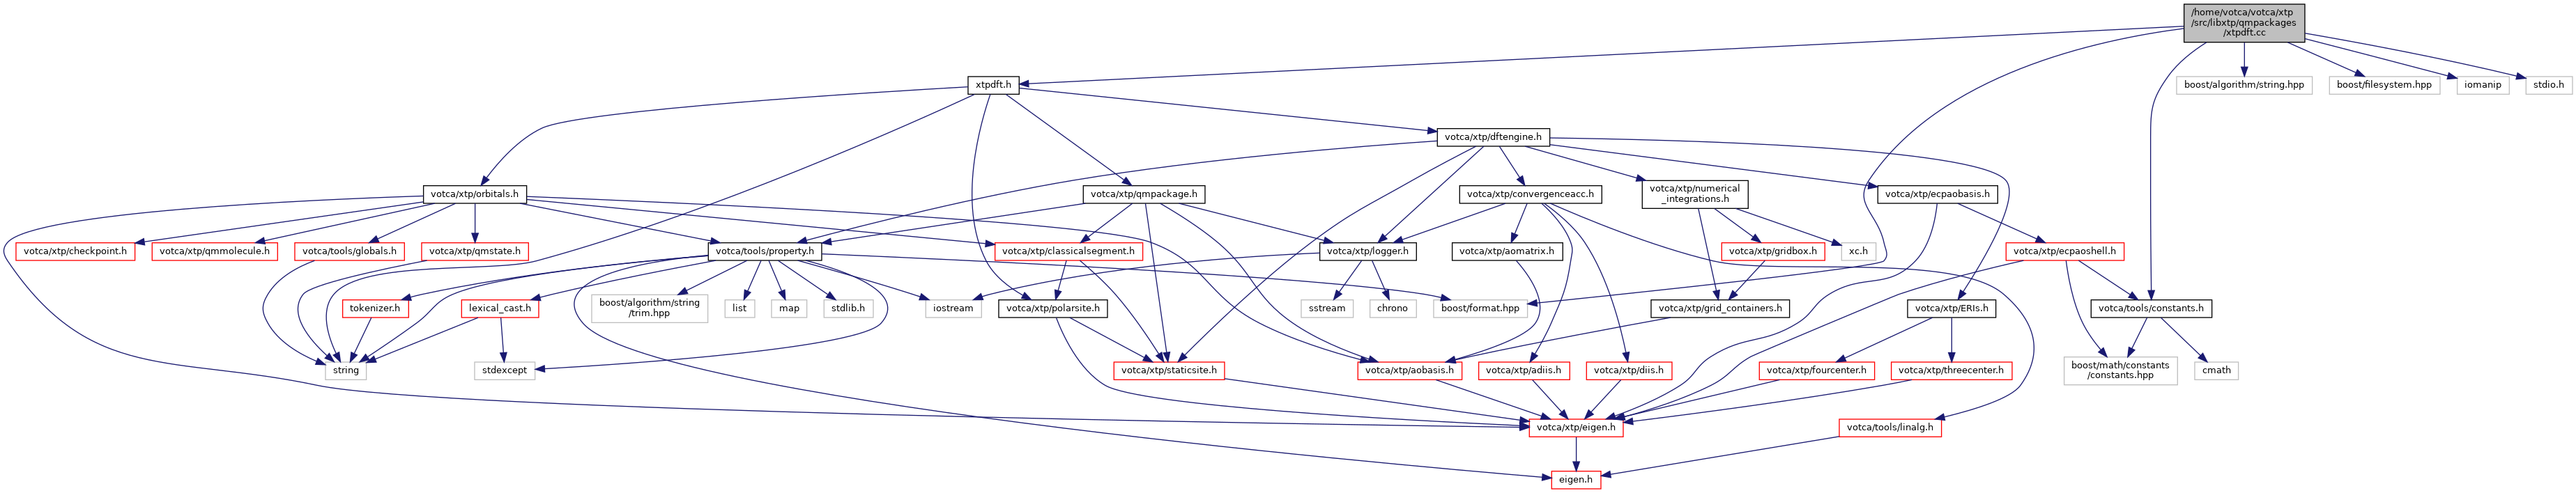 /home/votca/votca/xtp
/src/libxtp/qmpackages
/xtpdft.cc
xtpdft.h
boost/algorithm/string.hpp
boost/filesystem.hpp
iomanip
stdio.h
votca/xtp/dftengine.h
votca/xtp/orbitals.h
votca/xtp/qmpackage.h
votca/xtp/convergenceacc.h
votca/xtp/numerical
_integrations.h
votca/xtp/ecpaobasis.h
votca/xtp/checkpoint.h
votca/xtp/qmmolecule.h
votca/tools/globals.h
votca/xtp/qmstate.h
votca/tools/property.h
votca/xtp/classicalsegment.h
votca/xtp/logger.h
votca/xtp/aomatrix.h
votca/xtp/gridbox.h
xc.h
votca/xtp/ecpaoshell.h
tokenizer.h
lexical_cast.h
boost/algorithm/string
/trim.hpp
list
map
stdlib.h
iostream
votca/xtp/polarsite.h
sstream
chrono
boost/format.hpp
votca/xtp/grid_containers.h
votca/xtp/ERIs.h
votca/tools/constants.h
string
stdexcept
votca/xtp/staticsite.h
votca/xtp/aobasis.h
votca/xtp/adiis.h
votca/xtp/diis.h
votca/xtp/fourcenter.h
votca/xtp/threecenter.h
boost/math/constants
/constants.hpp
cmath
votca/xtp/eigen.h
votca/tools/linalg.h
eigen.h